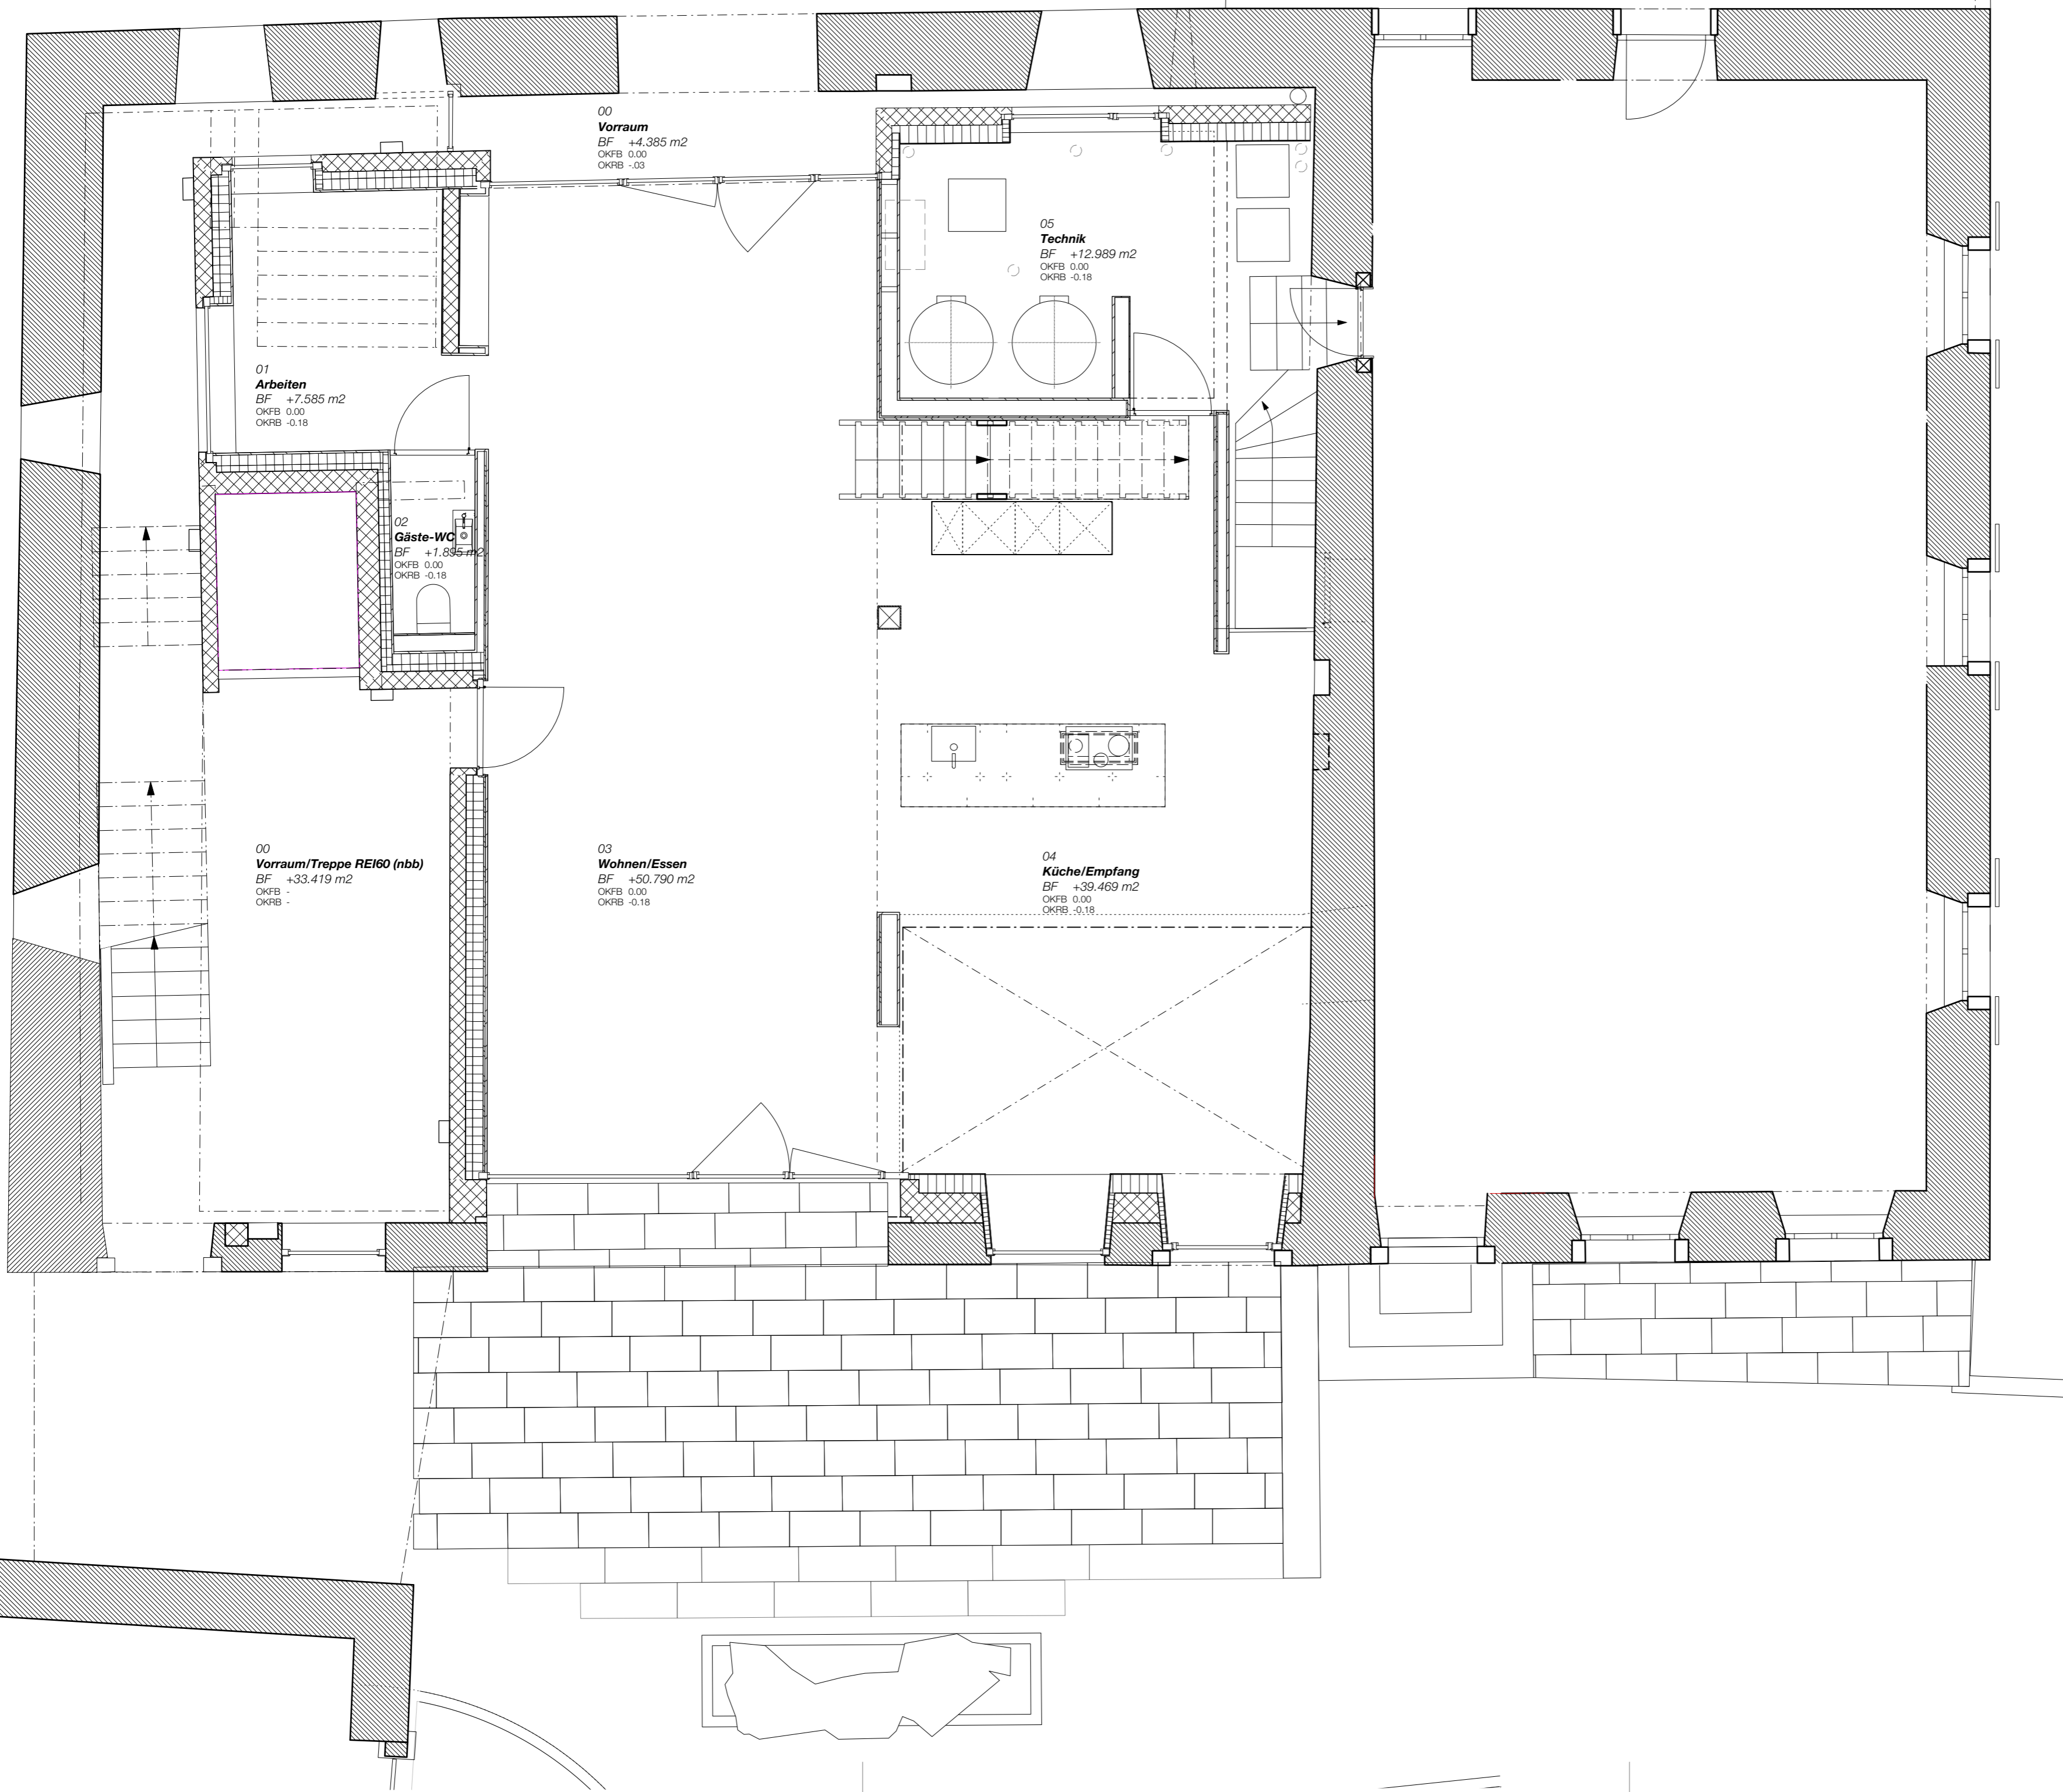 00
Vorraum
BF +4.385 m2
OKFB 0.00
OKRB -.03
05
Technik
BF +12.989 m2
OKFB 0.00
OKRB -0.18
01
Arbeiten
BF +7.585 m2
OKFB 0.00
OKRB -0.18
02
Gäste-WC
BF +1.895 m2
OKFB 0.00
OKRB -0.18
00
Vorraum/Treppe REI60 (nbb)
BF +33.419 m2
OKFB -
OKRB -
03
Wohnen/Essen
BF +50.790 m2
OKFB 0.00
OKRB -0.18
04
Küche/Empfang
BF +39.469 m2
OKFB 0.00
OKRB -0.18